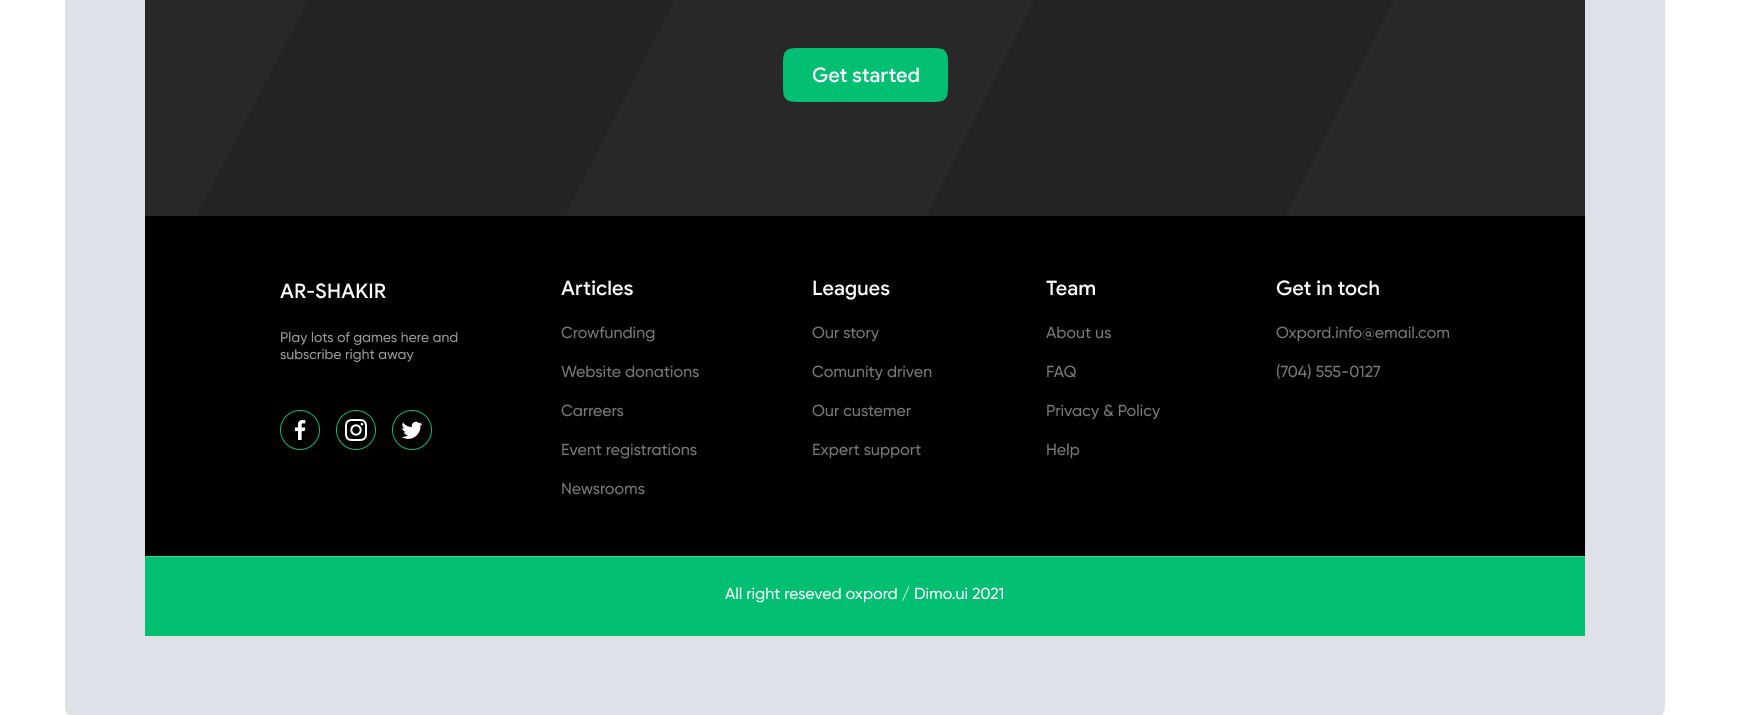 Get started
AR-SHAKIR
Play lots of games here and
subscribe right away
Articles
Crowfunding
Website donations
Carreers
Event registrations
Newsrooms
Leagues
Our story
Comunity driven
Our custemer
Expert support
Team
About us
FAQ
Privacy & Policy
Help
Get in toch
Oxpord.info@email.com
(704) 555-0127
All right reseved oxpord / Dimo.ui 2021